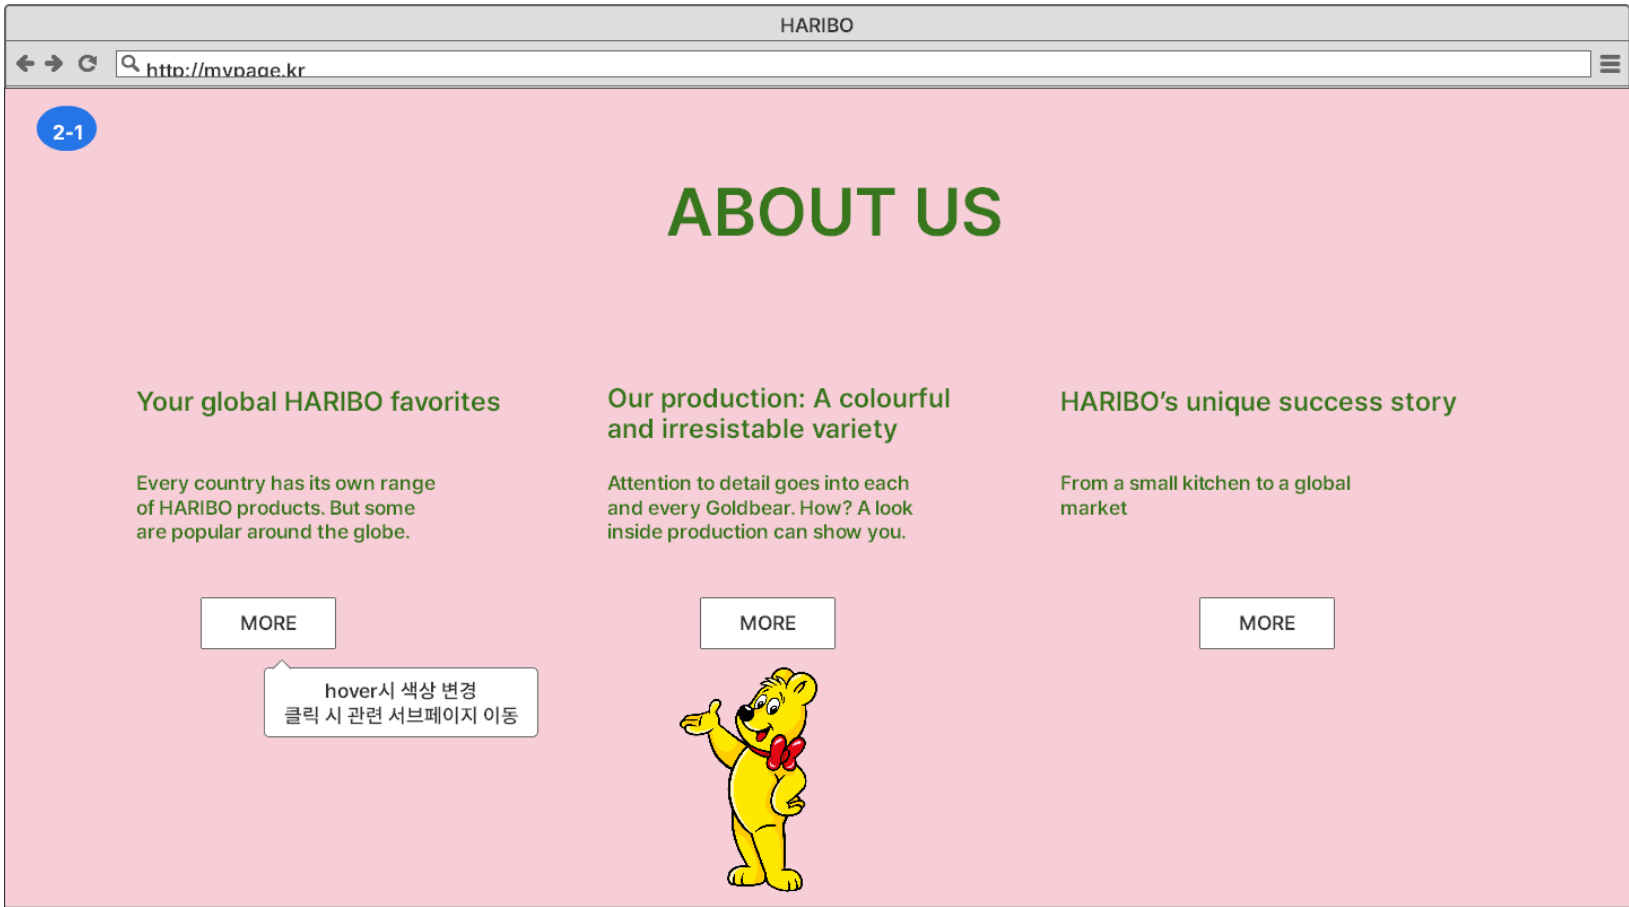 HARIBO
http://mypage.kr
2-1
ABOUT US
Your global HARIBO favorites
Every country has its own range
of HARIBO products. But some
are popular around the globe.
MORE
hover시 색상 변경
클릭 시 관련 서브페이지 이동
Our production: A colourful
and irresistable variety
Attention to detail goes into each
and every Goldbear. How? A look
inside production can show you.
MORE
HARIBO’s unique success story
From a small kitchen to a global
market
MORE